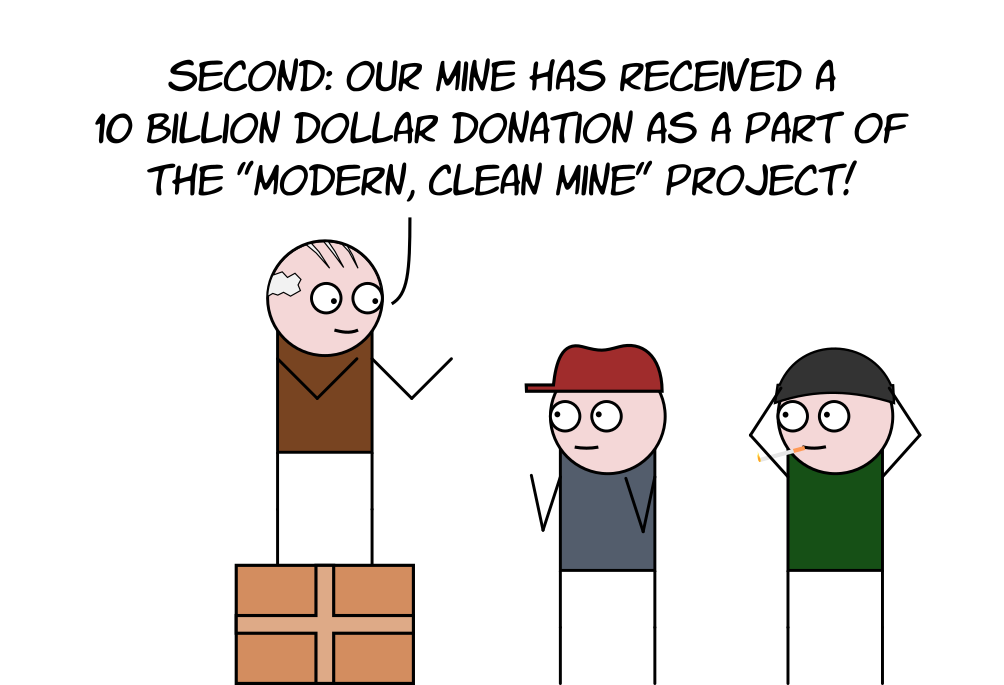 SECOND: OUR MINE HAS RECEIVED A
10 BILLION DOLLAR DONATION AS A PART OF
THE "MODERN, CLEAN MINE" PROJECT!